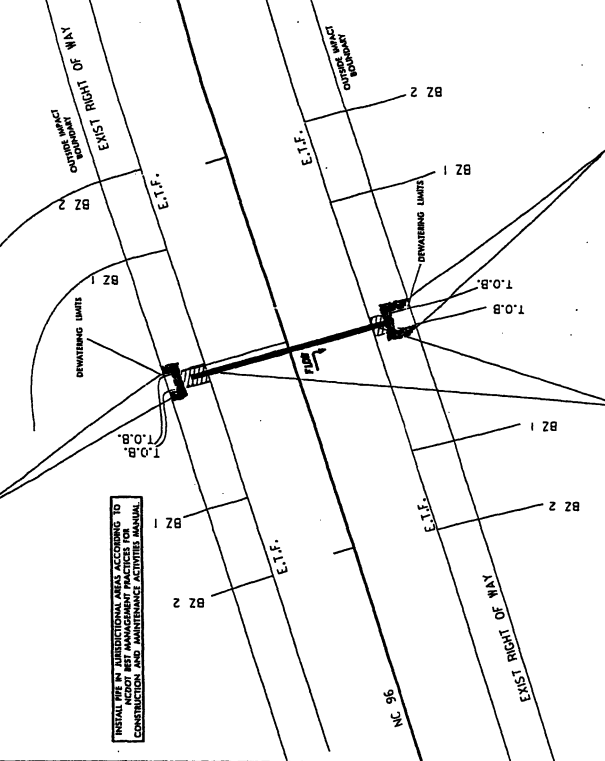 OUTSIDE IMPACT
BOUNDARY
EXIST RIGHT OF WAY
OUTSIDE IMPACT
BOUNDARY
BZ 2
E.T.F.
BZ 1
BZ 2
E.T.F.
BZ 1
DEWATERING LIMITS
DEWATERING LIMITS
T.O.B.
T.O.B.
FLOW
T.O.B.
T.O.B.
BZ 1
BZ 1
BZ 2
E.T.F.
E.T.F.
BZ 2
INSTALL PIPE IN JURISDICTIONAL AREAS ACCORDING TO
NCDOT BEST MANAGEMENT PRACTICES FOR
CONSTRUCTION AND MAINTENANCE ACTIVITIES MANUAL.
NC 96
EXIST RIGHT OF WAY